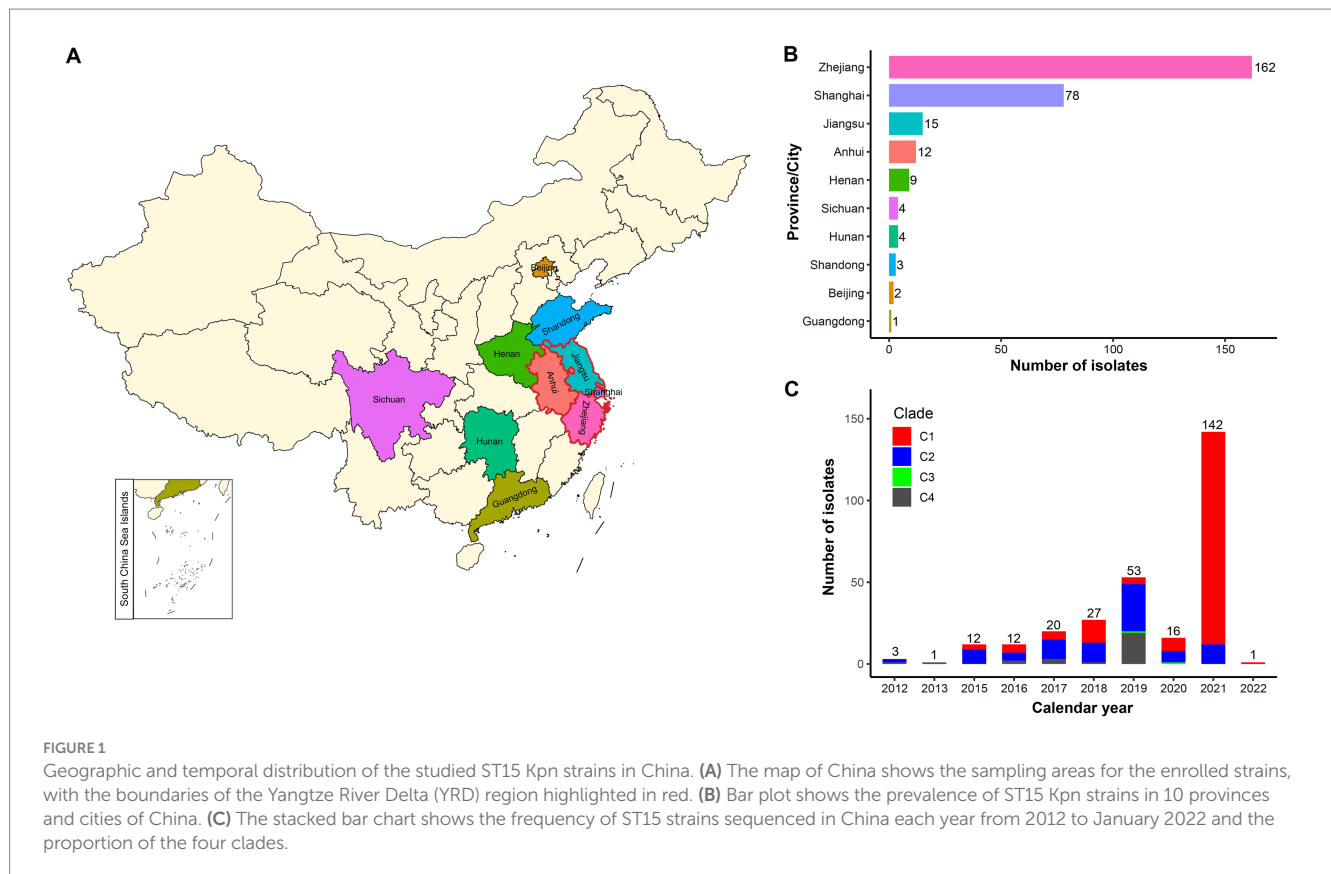 A
Beijing
Shandong
Henan
Jiangsu
Anhui
Shanghai
Zhejiang
Sichuan
Hunan
Guangdong
South China Sea Islands
B
Province/City
Zhejiang
162
Shanghai
78
Jiangsu
15
Anhui
12
Henan
9
Sichuan
4
Hunan
4
Shandong
3
Beijing
2
Guangdong
1
0 50 100 150
Number of isolates
C
Number of isolates
150
100
50
0
Clade
C1
C2
C3
C4
3 1 12 12 20 27 53 16 142 1
2012 2013 2015 2016 2017 2018 2019 2020 2021 2022
Calendar year
FIGURE 1
Geographic and temporal distribution of the studied ST15 Kpn strains in China. (A) The map of China shows the sampling areas for the enrolled strains,
with the boundaries of the Yangtze River Delta (YRD) region highlighted in red. (B) Bar plot shows the prevalence of ST15 Kpn strains in 10 provinces
and cities of China. (C) The stacked bar chart shows the frequency of ST15 strains sequenced in China each year from 2012 to January 2022 and the
proportion of the four clades.